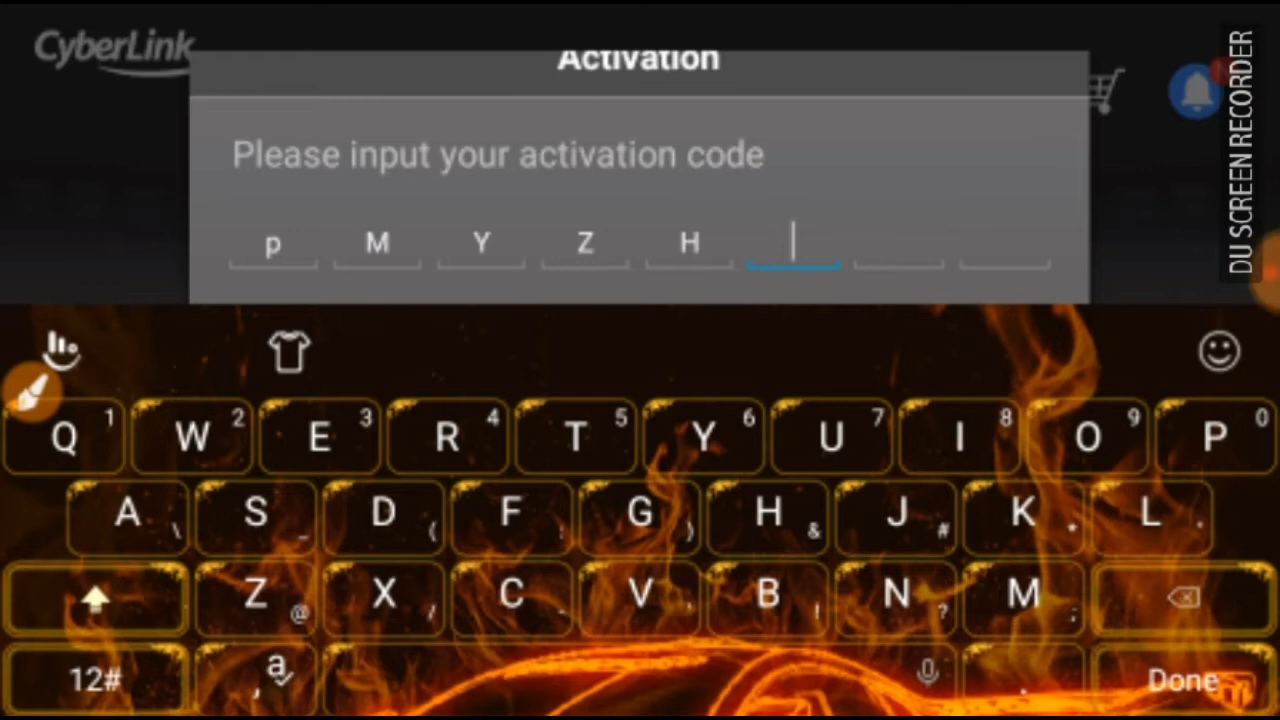 CyberLink
Activation
DU SCREEN RECORDER
Please input your activation code
p M Y Z H
Q 1 W 2 E 3 R 4 T 5 Y 6 U 7 I 8 O 9 P 0
A \ S _ D ( F : G ) H & J # K * L
Z @ X / C - V ' B ! N ? M ;
12# , a . Done